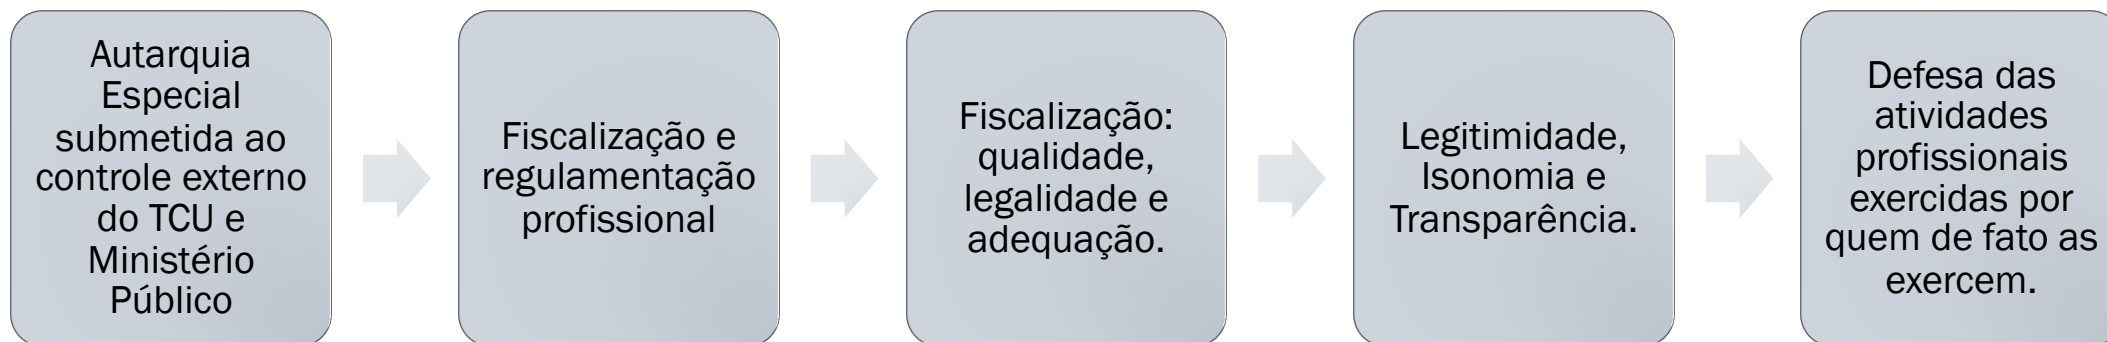 Autarquia
Especial
submetida ao
controle externo
do TCU e
Ministério
Público
Fiscalização e
regulamentação
profissional
Fiscalização:
qualidade,
legalidade e
adequação.
Legitimidade,
Isonomia e
Transparência.
Defesa das
atividades
profissionais
exercidas por
quem de fato as
exercem.